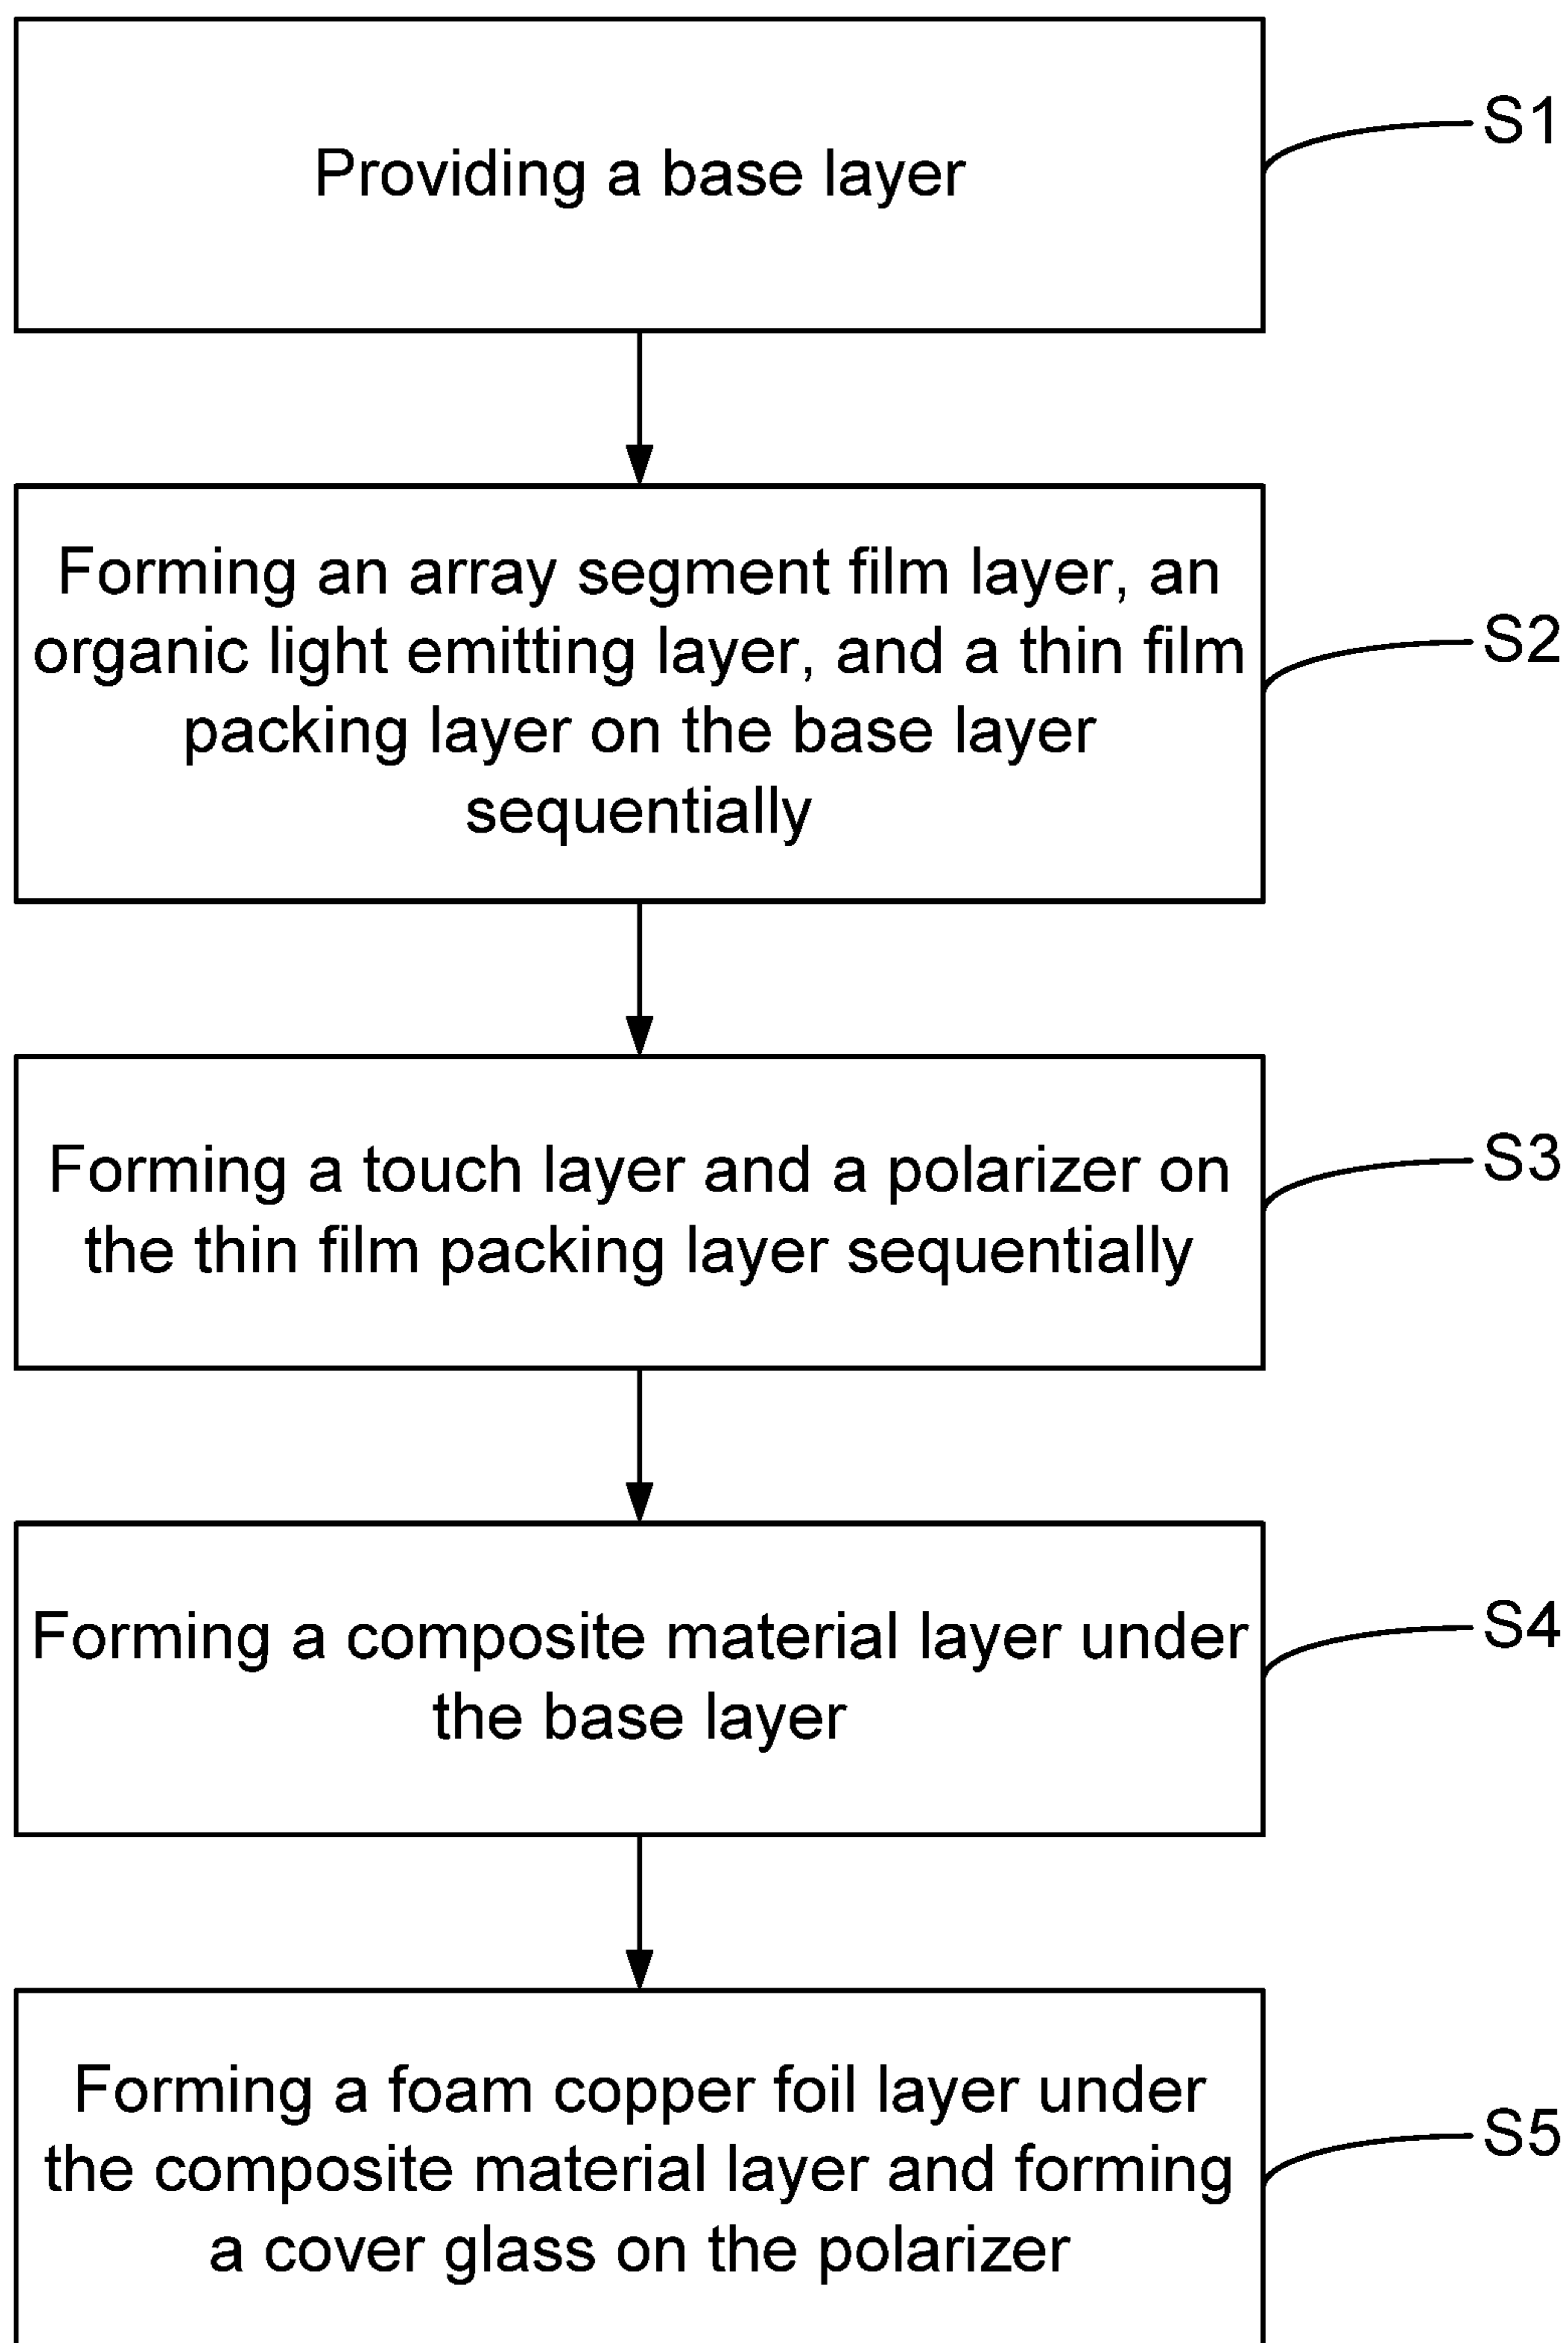 Providing a base layer
S1
Forming an array segment film layer, an
organic light emitting layer, and a thin film
packing layer on the base layer
sequentially
S2
Forming a touch layer and a polarizer on
the thin film packing layer sequentially
S3
Forming a composite material layer under
the base layer
S4
Forming a foam copper foil layer under
the composite material layer and forming
a cover glass on the polarizer
S5